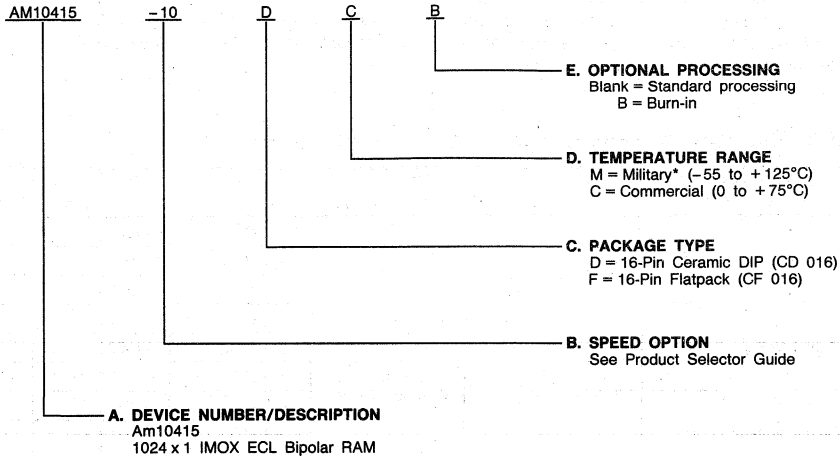 AM10415 -10 D C B
E. OPTIONAL PROCESSING
Blank = Standard processing
B = Burn-in
D. TEMPERATURE RANGE
M = Military* (-55 to +125°C)
C = Commercial (0 to +75°C)
C. PACKAGE TYPE
D = 16-Pin Ceramic DIP (CD 016)
F = 16-Pin Flatpack (CF 016)
B. SPEED OPTION
See Product Selector Guide
A. DEVICE NUMBER/DESCRIPTION
Am10415
1024 x 1 IMOX ECL Bipolar RAM